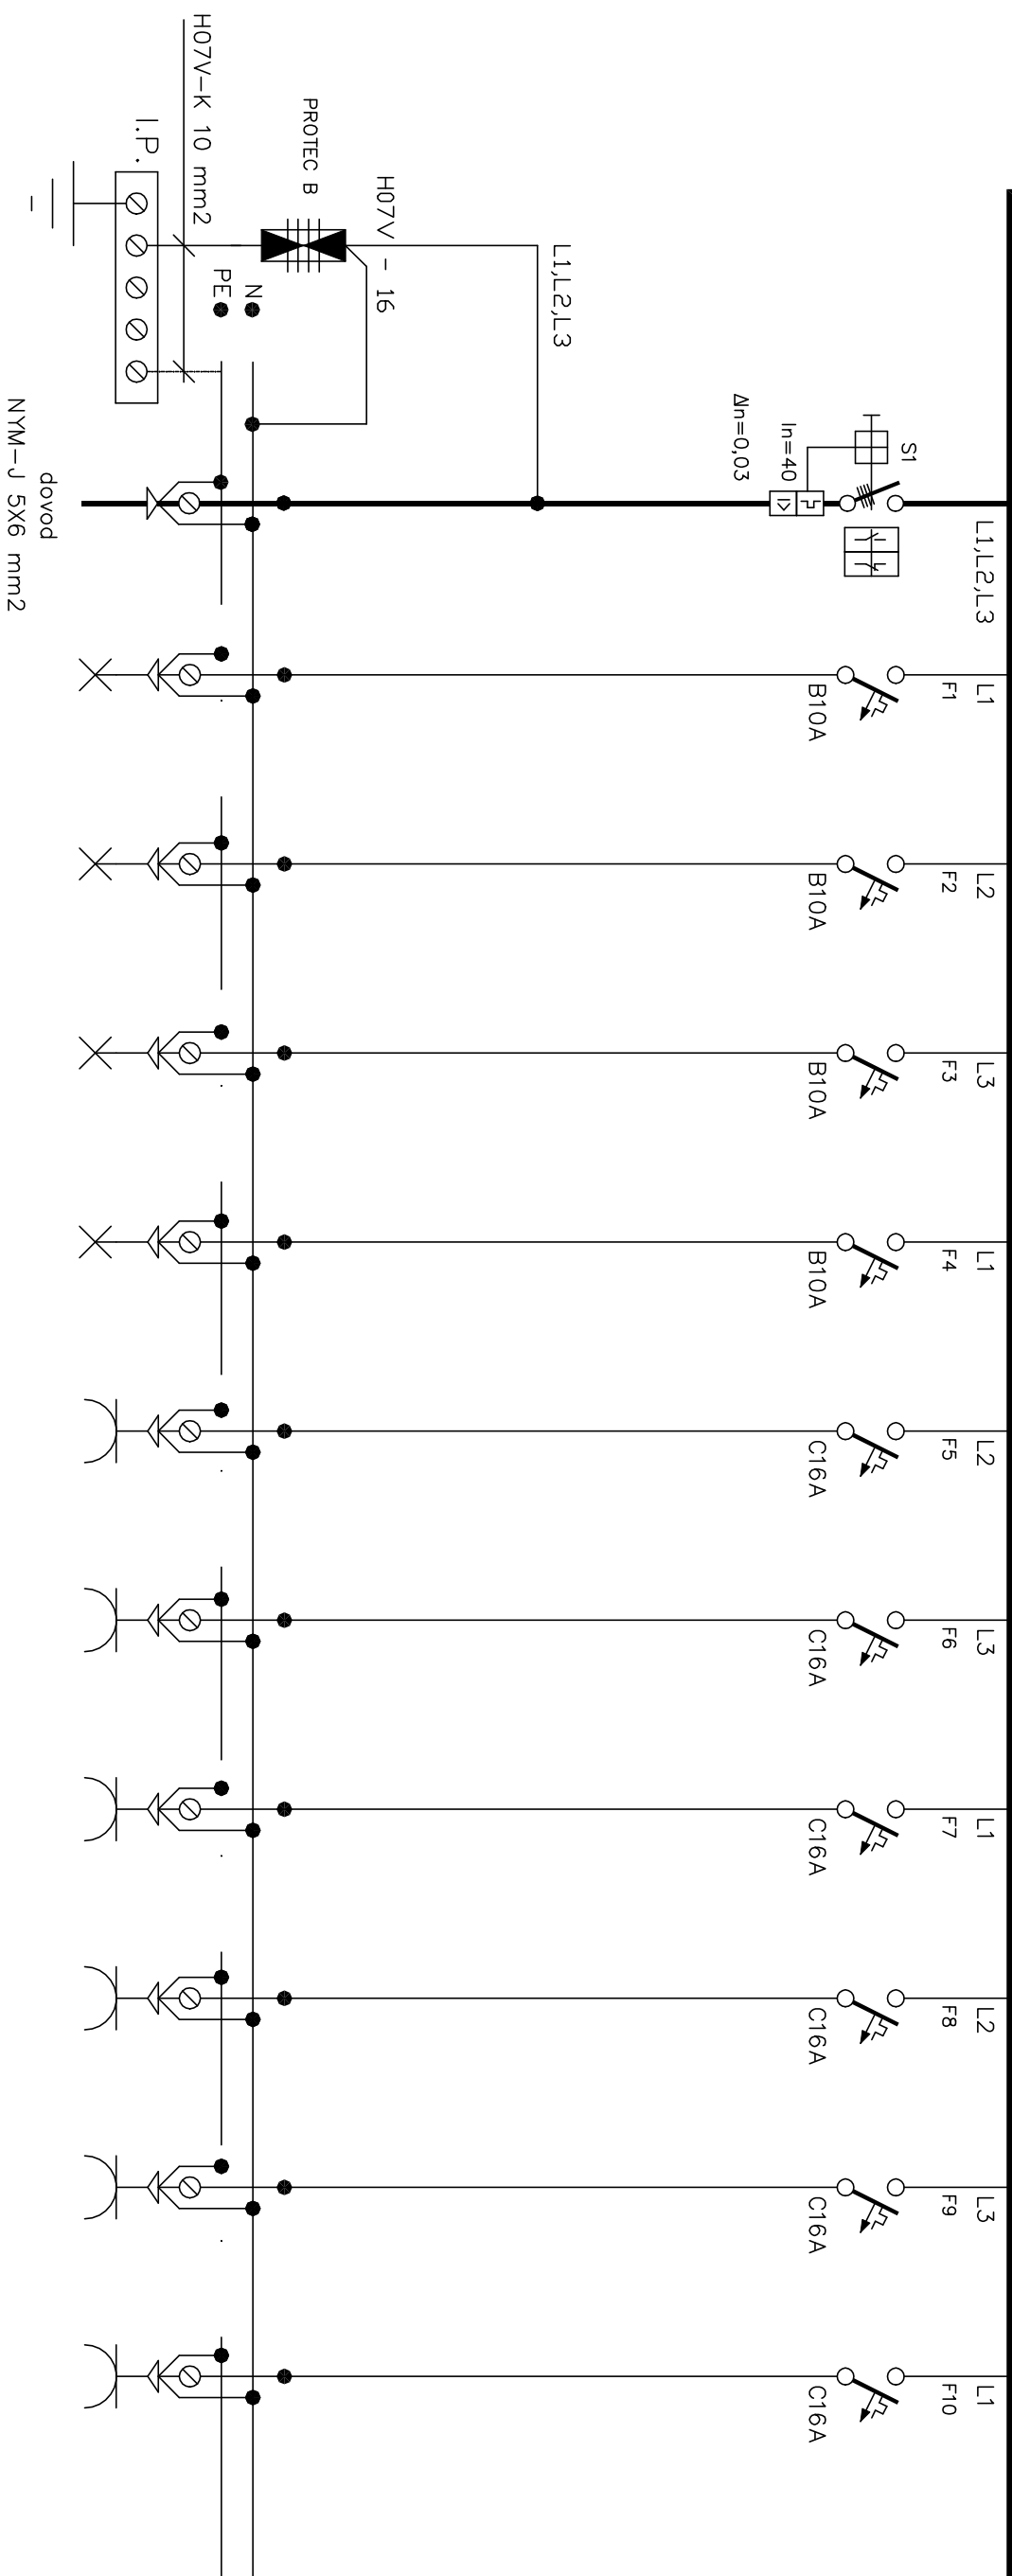 L1,L2,L3
L1
F1
B10A
L2
F2
B10A
L3
F3
B10A
L1
F4
B10A
L2
F5
C16A
L3
F6
C16A
L1
F7
C16A
L2
F8
C16A
L3
F9
C16A
L1
F10
C16A
S1
In=40
ΔIn=0,03
I>
L1,L2,L3
H07V - 16
PROTEC B
N
PE
H07V-K 10 mm2
I.P.
dovod
NYM-J 5X6 mm2